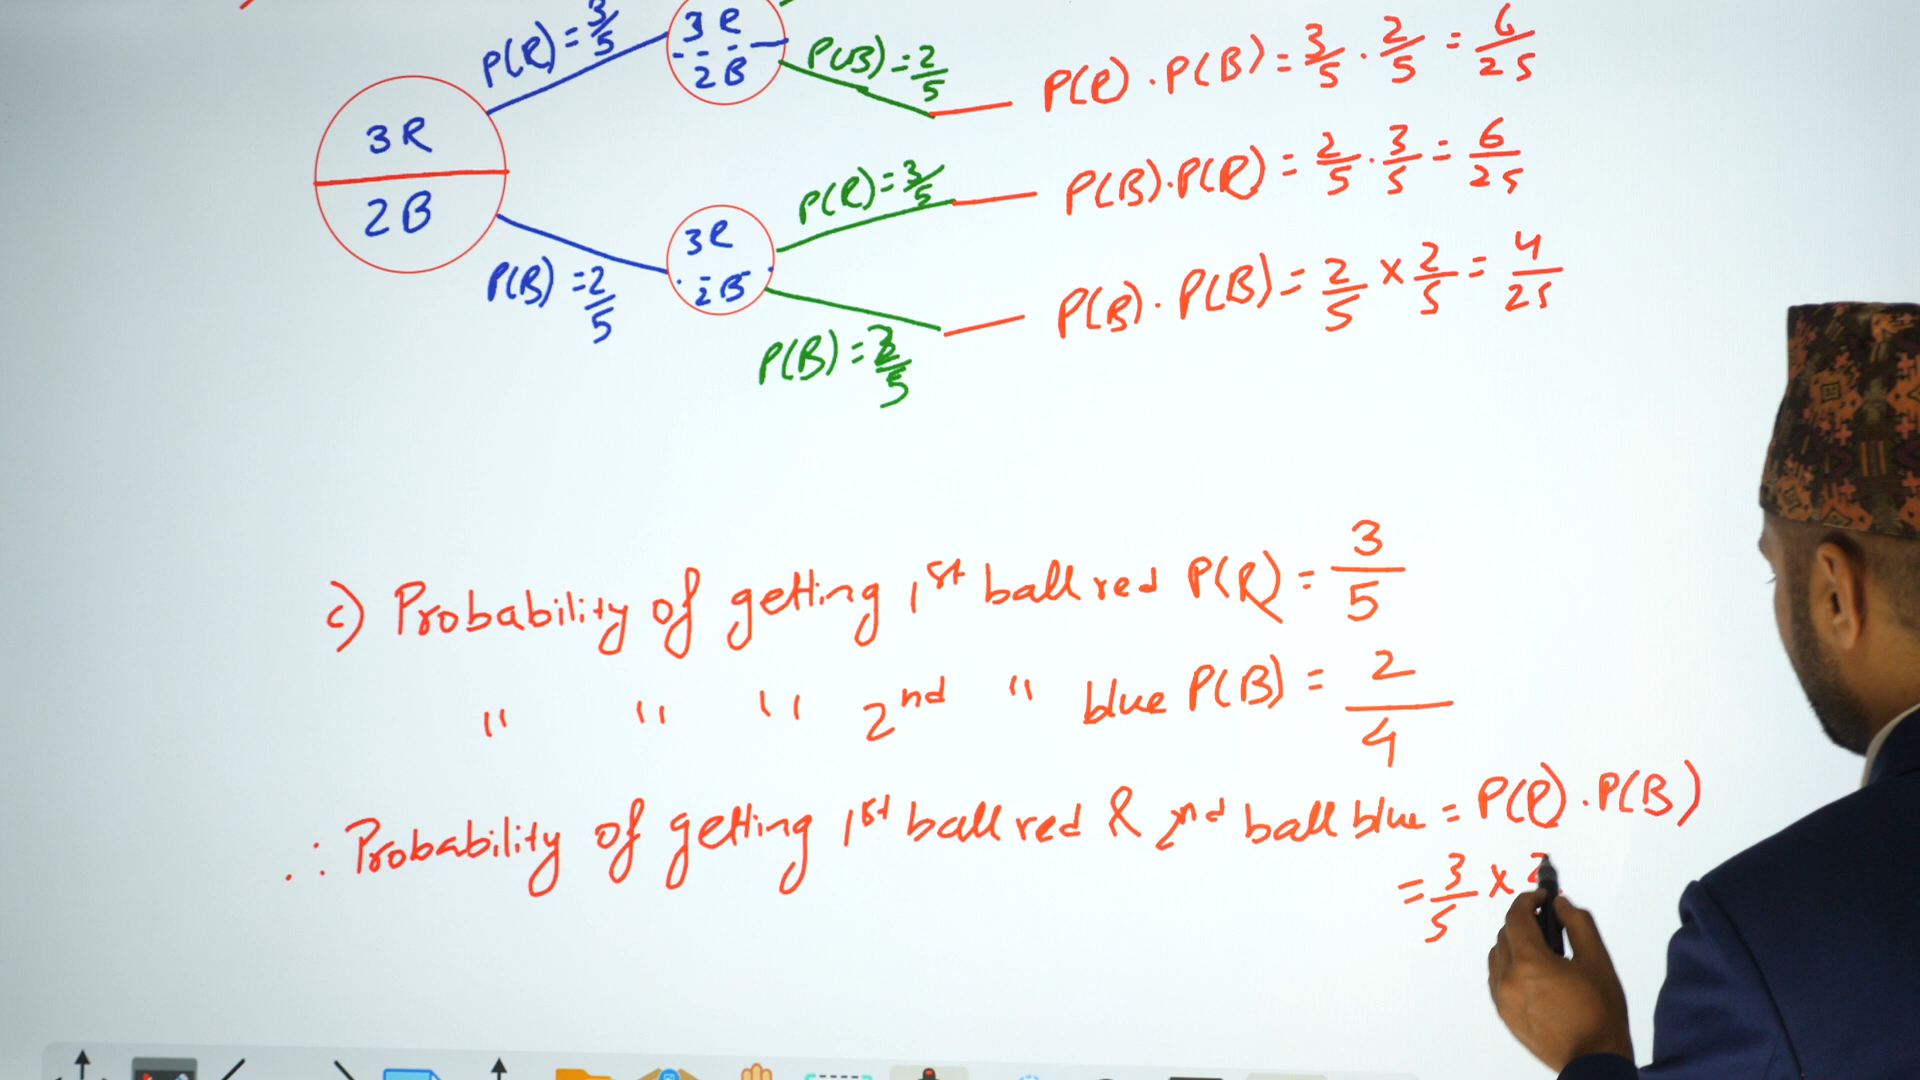 P(R) = 3/5
3R
2B
P(B) = 2/5
P(R) . P(B) = 3/5 . 2/5 = 6/25
3R
2B
P(R) = 3/5
P(B) . P(R) = 2/5 . 3/5 = 6/25
P(B) = 2/5
3R
2B
P(B) . P(B) = 2/5 × 2/5 = 4/25
P(B) = 2/5
c) Probability of getting 1st ball red P(R) = 3/5
" " " 2nd " blue P(B) = 2/4
∴ Probability of getting 1st ball red & 2nd ball blue = P(R) . P(B)
= 3/5 × 2